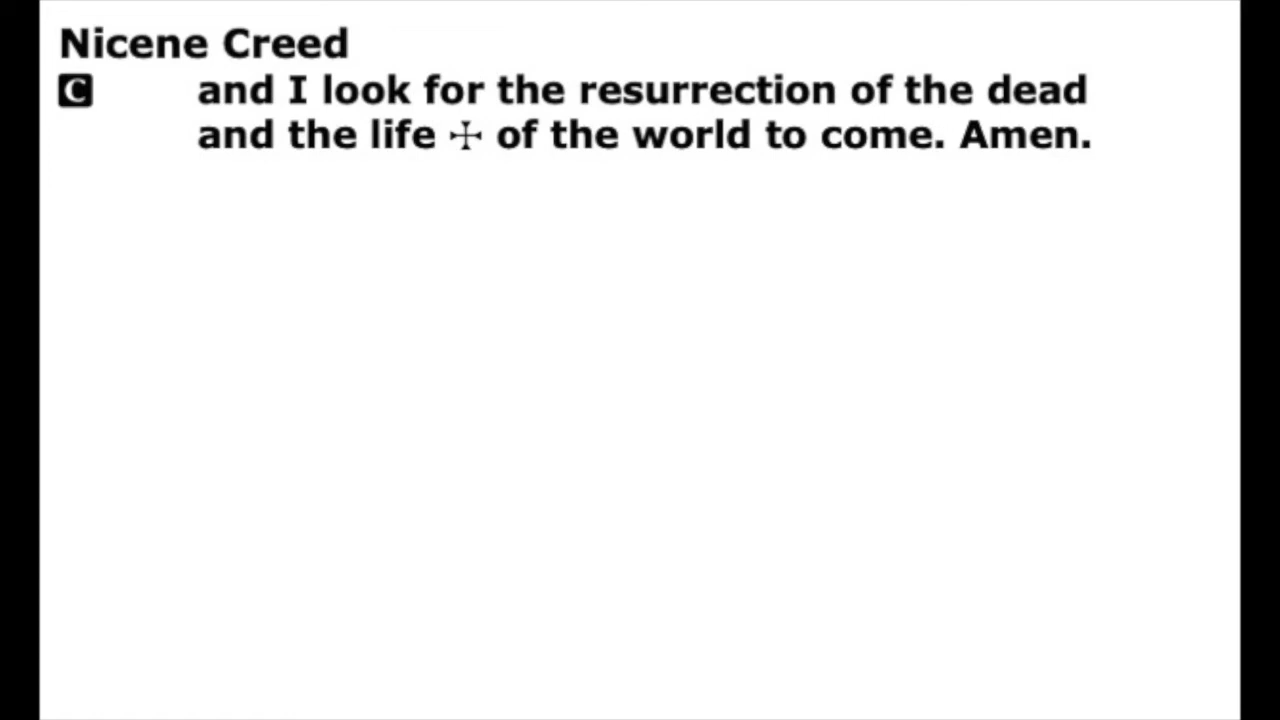 Nicene Creed
C and I look for the resurrection of the dead
and the life ☩ of the world to come. Amen.